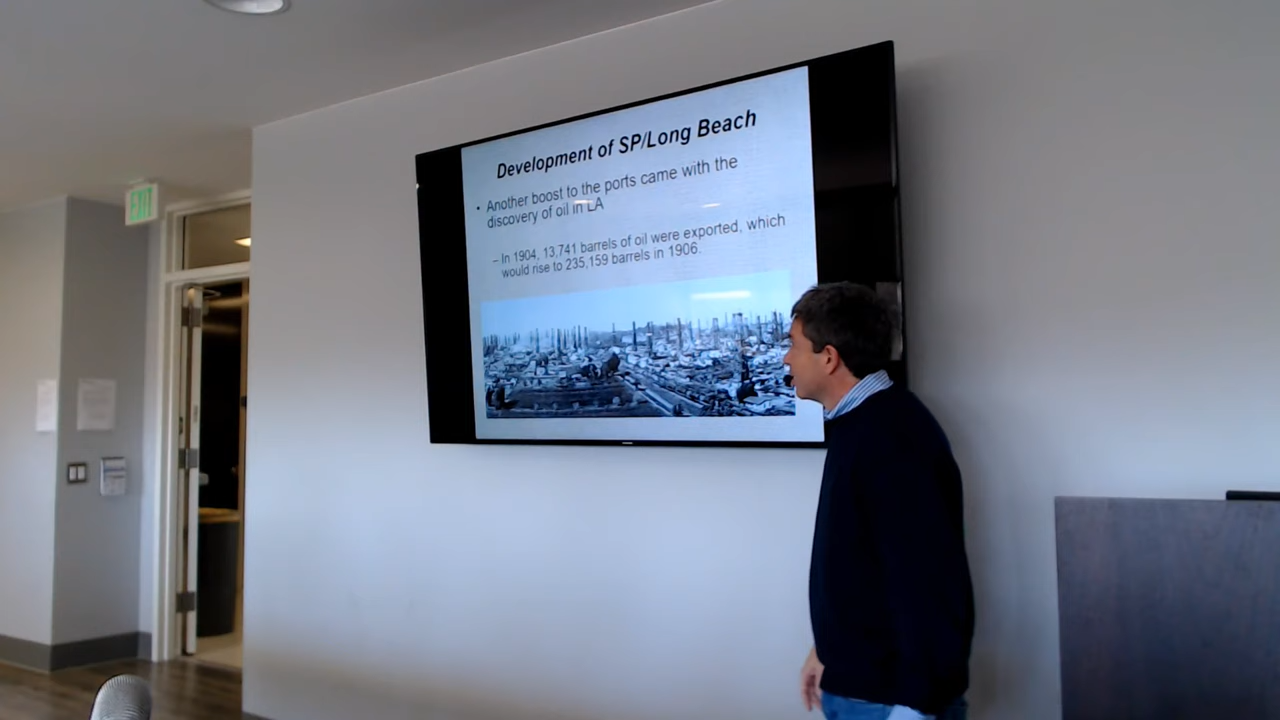 EXIT
Development of SP/Long Beach
• Another boost to the ports came with the
discovery of oil in LA
– In 1904, 13,741 barrels of oil were exported, which
would rise to 235,159 barrels in 1906.